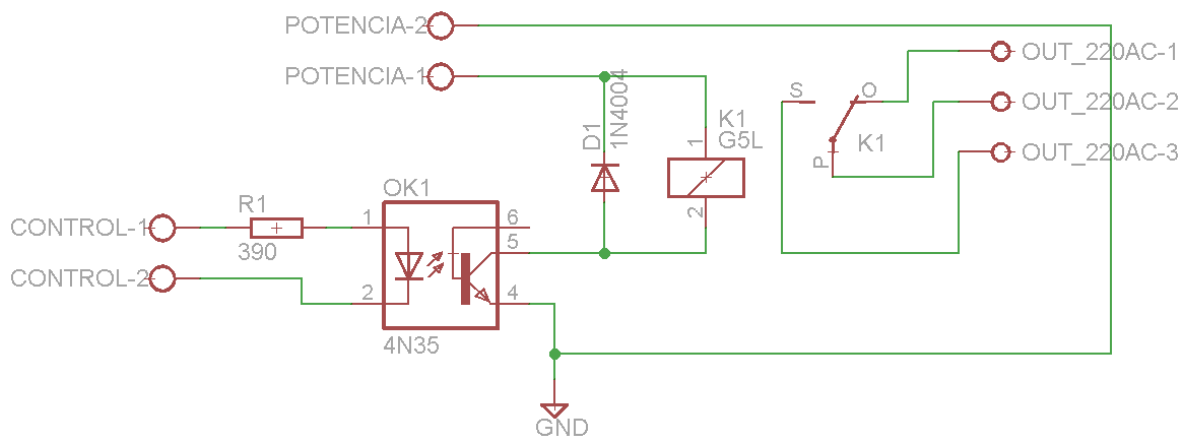 POTENCIA-2
POTENCIA-1
OUT_220AC-1
OUT_220AC-2
OUT_220AC-3
D1
1N4004
K1
G5L
1
2
S
O
P
K1
CONTROL-1
CONTROL-2
R1
390
OK1
1
2
6
5
4
4N35
GND